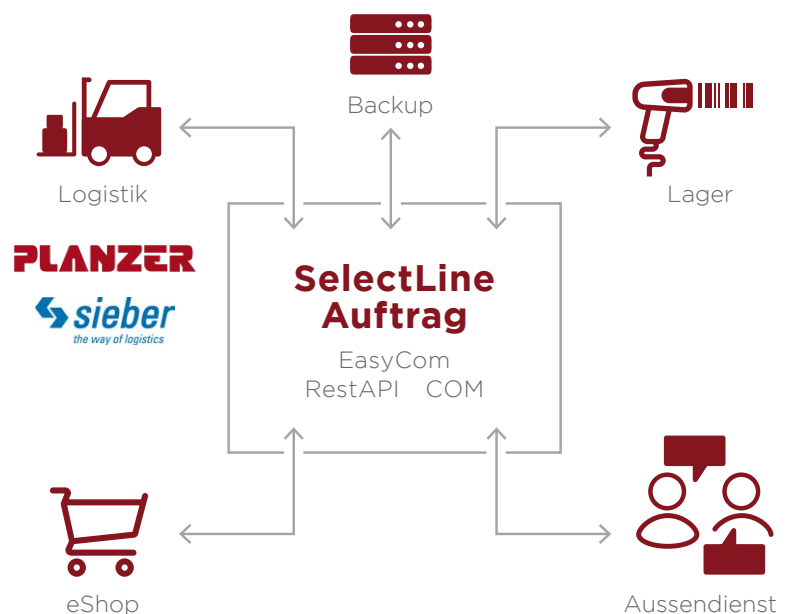 Backup
Logistik
Lager
PLANZER
sieber
the way of logistics
SelectLine
Auftrag
EasyCom
RestAPI COM
eShop
Aussendienst